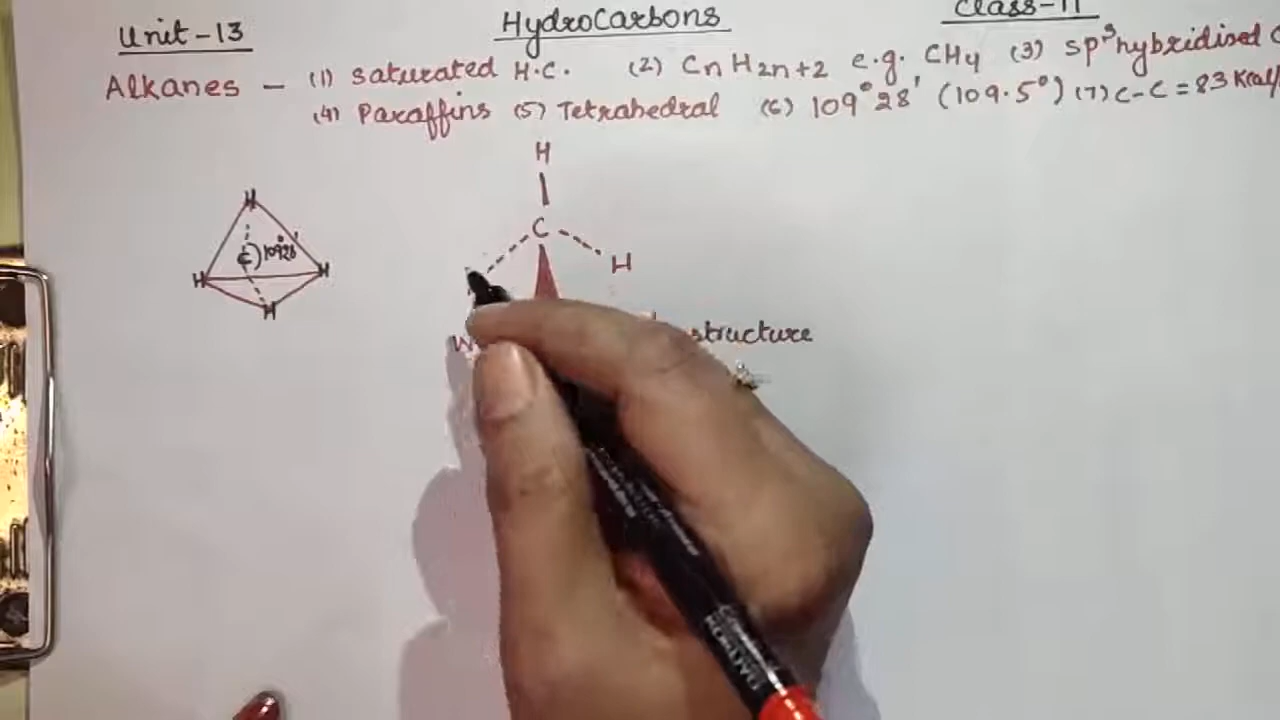 Unit-13
HydroCarbons
Class-11
Alkanes - (1) saturated H.C. (2) CnH2n+2 e.g. CH4 (3) sp3 hybridised
(4) Paraffins (5) Tetrahedral (6) 109°28' (109.5°) (7) C-C = 83 Kcal/
H
C
H
structure
H
C) 109°28'
H
H
H